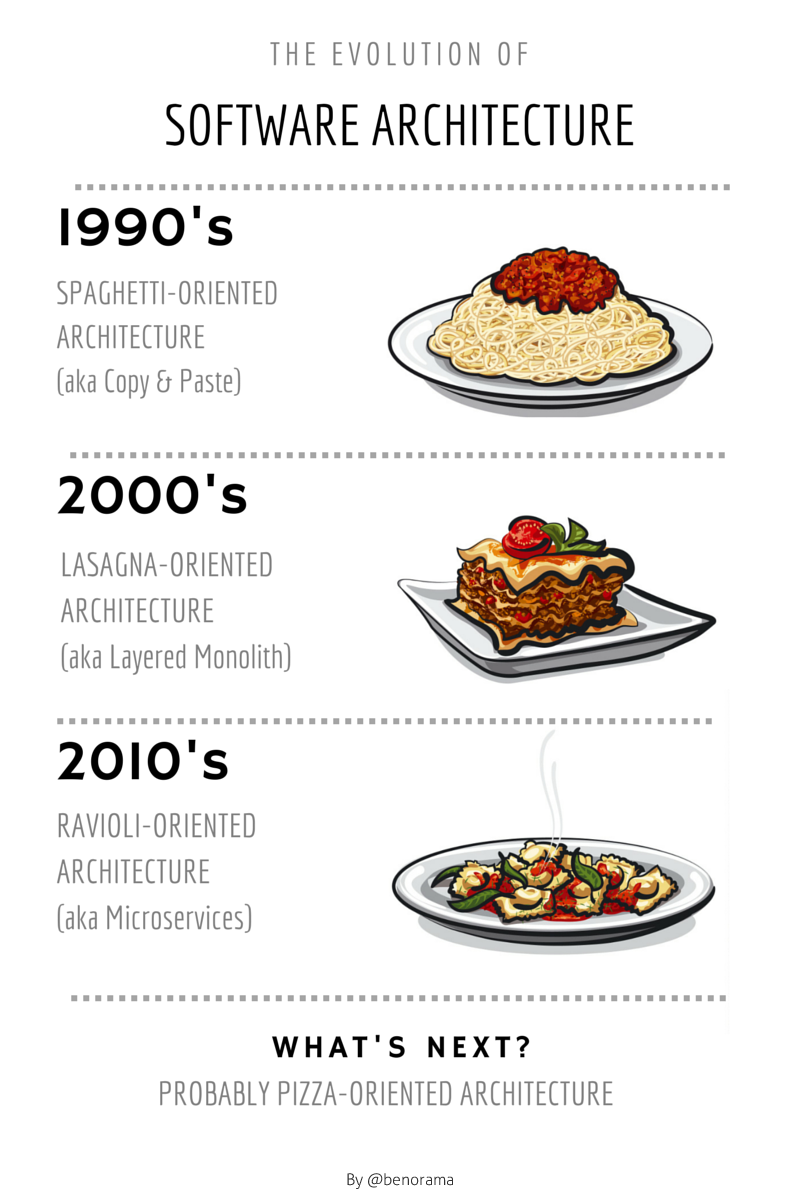 THE EVOLUTION OF
SOFTWARE ARCHITECTURE
1990's
SPAGHETTI-ORIENTED
ARCHITECTURE
(aka Copy & Paste)
2000's
LASAGNA-ORIENTED
ARCHITECTURE
(aka Layered Monolith)
2010's
RAVIOLI-ORIENTED
ARCHITECTURE
(aka Microservices)
WHAT'S NEXT?
PROBABLY PIZZA-ORIENTED ARCHITECTURE
By @benorama